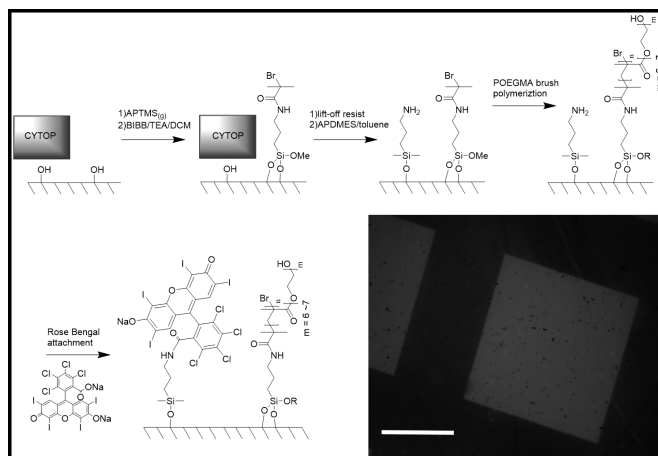 CYTOP
OH
OH
1)APTMS(g)
2)BIBB/TEA/DCM
Br
O
NH
CYTOP
OH
Si-OMe
O
O
1)lift-off resist
2)APDMES/toluene
NH2
Si
O
Br
O
NH
Si-OMe
O
O
POEGMA brush
polymeriztion
NH2
Si
O
HO
m
O
Br
n
O
O
NH
Si-OR
O
O
Rose Bengal
attachment
Cl
Cl
Cl
Cl
ONa
O
I
I
O
O
ONa
I
I
I
O
I
O
I
NaO
I
Cl
Cl
Cl
Cl
O
NH
Si
O
HO
m
O
Br
n
O
m = 6 ~7
O
NH
Si-OR
O
O